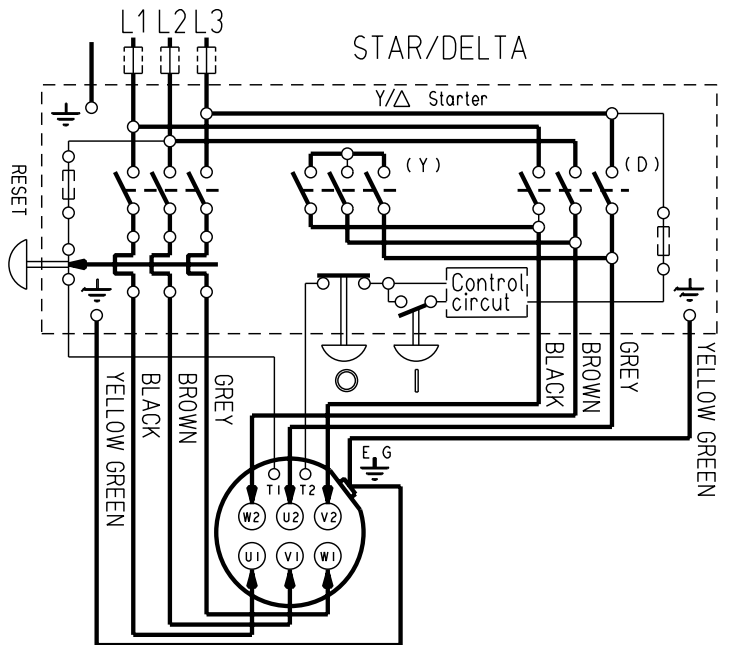 L1 L2 L3
STAR/DELTA
Y/△ Starter
(Y)
(D)
RESET
Control
circut
YELLOW GREEN
BLACK
BROWN
GREY
BLACK
BROWN
GREY
YELLOW GREEN
E G
T1 T2
W2 U2 V2
U1 V1 W1